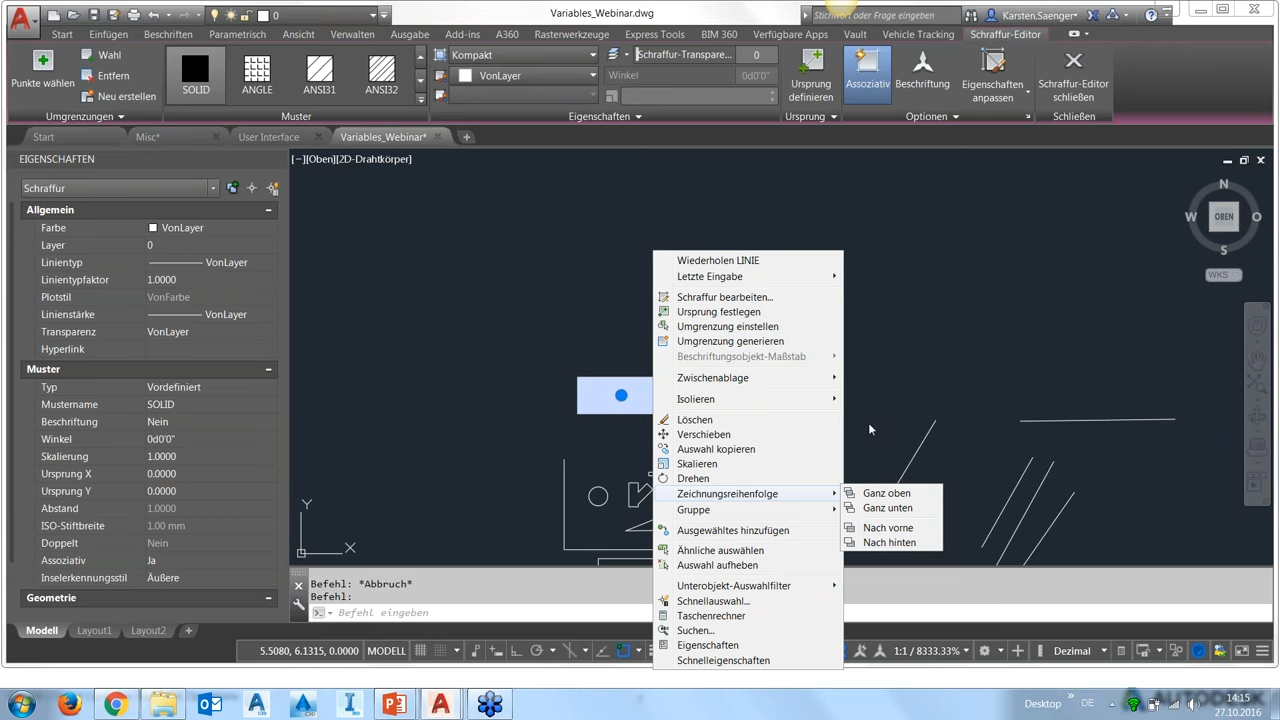 Variables_Webinar.dwg
0
Stichwort oder Frage eingeben
Karsten.Saenger
Start Einfügen Beschriften Parametrisch Ansicht Verwalten Ausgabe Add-ins A360 Rasterwerkzeuge Express Tools BIM 360 Performance Verfügbare Apps Vault Vehicle Tracking Schraffur-Editor
Punkte wählen
Wahl
Entfernen
Neu erstellen
SOLID
ANGLE
ANSI31
ANSI32
Kompakt
VonLayer
Schraffur-Transpare... 0
Winkel 0d0'0"
Ursprung definieren
Assoziativ
Beschriftung
Eigenschaften anpassen
Schraffur-Editor schließen
Umgrenzungen Muster Eigenschaften Ursprung Optionen Schließen
Start Misc* User Interface Variables_Webinar*
EIGENSCHAFTEN
[−][Oben][2D-Drahtkörper]
Schraffur
Allgemein
Farbe VonLayer
Layer 0
Linientyp VonLayer
Linientypfaktor 1.0000
Plotstil VonFarbe
Linienstärke VonLayer
Transparenz VonLayer
Hyperlink
Muster
Typ Vordefiniert
Mustername SOLID
Beschriftung Nein
Winkel 0d0'0"
Skalierung 1.0000
Ursprung X 0.0000
Ursprung Y 0.0000
Abstand 1.0000
ISO-Stiftbreite 1.00 mm
Doppelt Nein
Assoziativ Ja
Inselerkennungsstil Äußere
Geometrie
N
W OBEN O
S
WKS
Y
X
Wiederholen LINIE
Letzte Eingabe
Schraffur bearbeiten...
Ursprung festlegen
Umgrenzung einstellen
Umgrenzung generieren
Beschriftungsobjekt-Maßstab
Zwischenablage
Isolieren
Löschen
Verschieben
Auswahl kopieren
Skalieren
Drehen
Zeichnungsreihenfolge
Gruppe
Ausgewähltes hinzufügen
Ähnliche auswählen
Auswahl aufheben
Unterobjekt-Auswahlfilter
Schnellauswahl...
Taschenrechner
Suchen...
Eigenschaften
Schnelleigenschaften
Ganz oben
Ganz unten
Nach vorne
Nach hinten
Befehl: *Abbruch*
Befehl:
Befehl eingeben
Modell Layout1 Layout2
5.5080, 6.1315, 0.0000 MODELL 1:1 / 8333.33% Dezimal
Desktop » DE 14:15
27.10.2016
AUTODESK